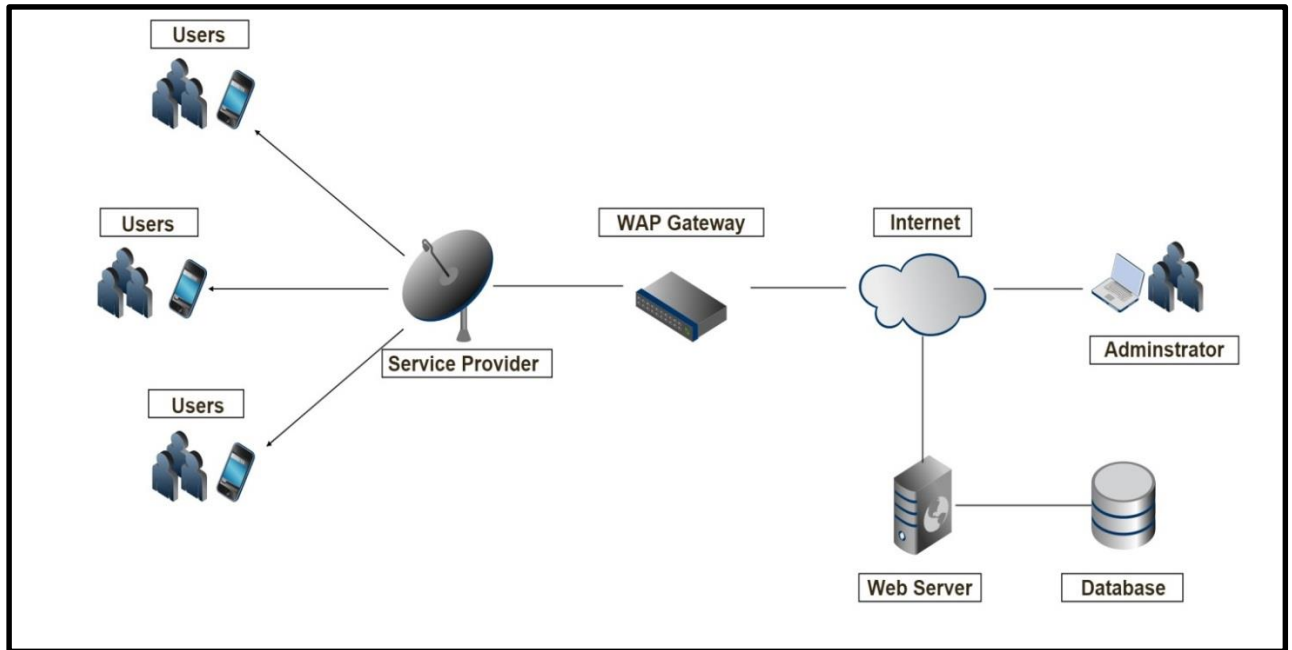 Users
Users
WAP Gateway
Internet
Service Provider
Adminstrator
Users
Web Server
Database